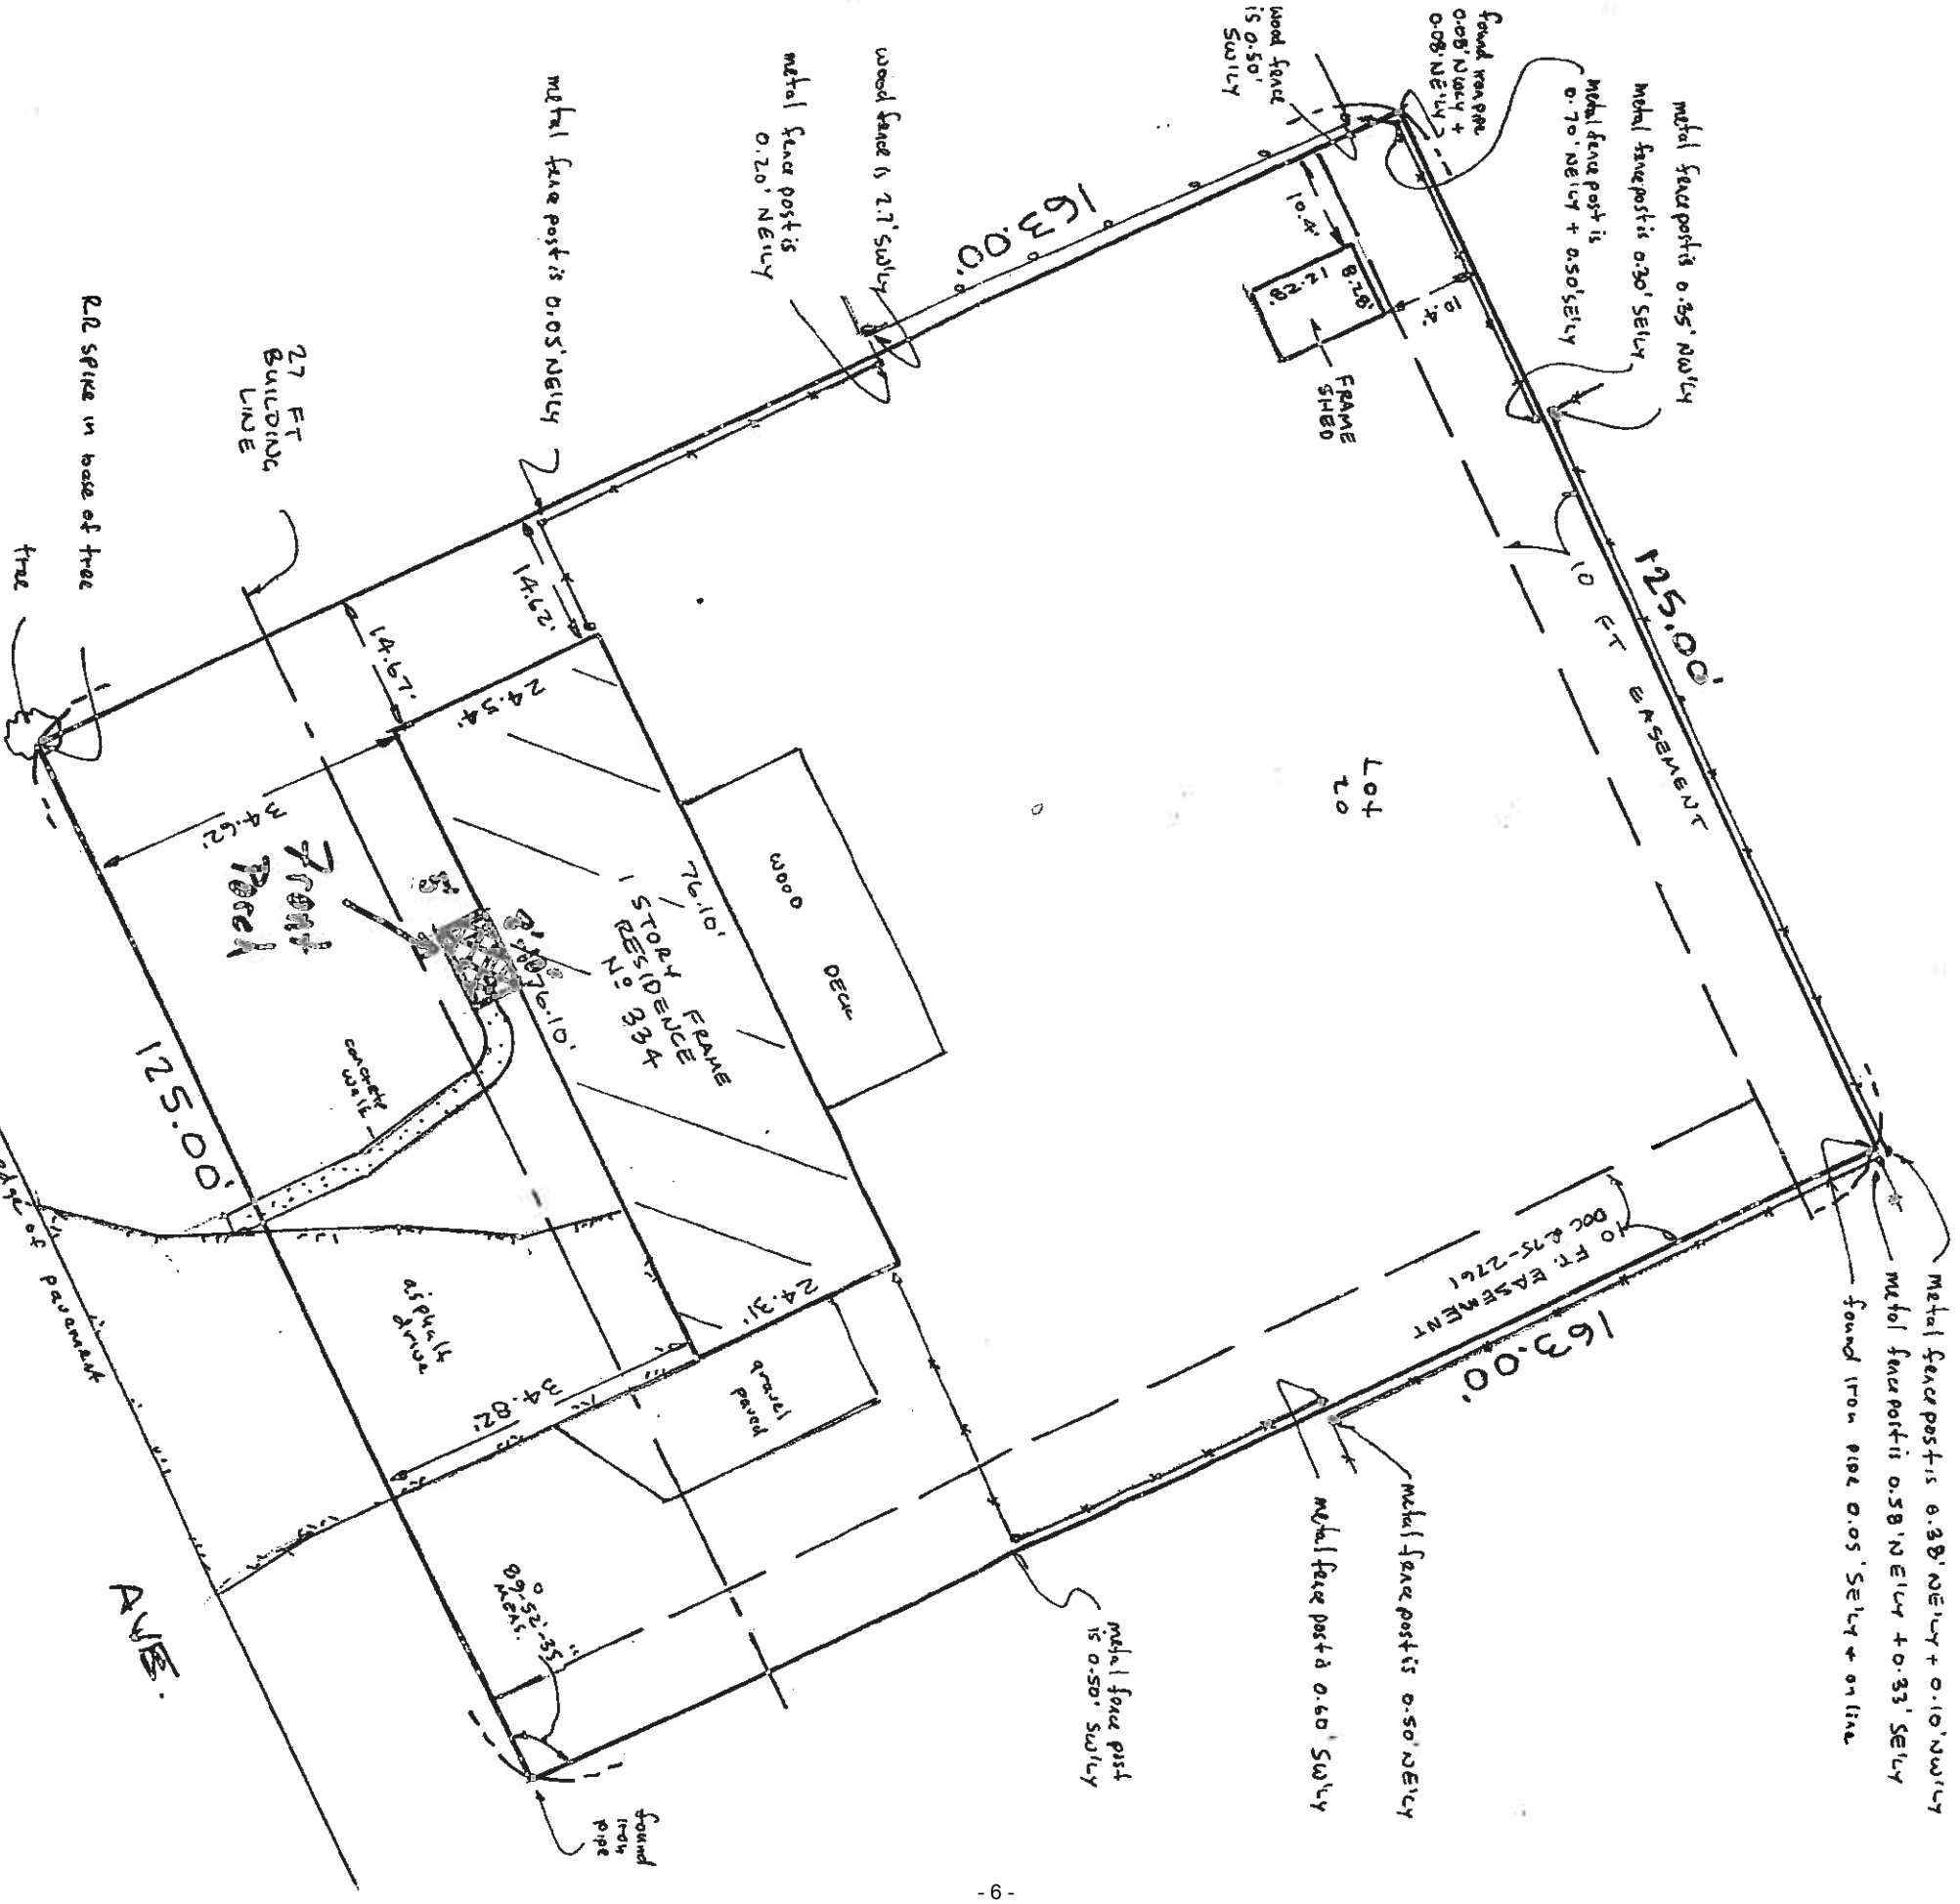 found iron pipe
0.08' NW'LY +
0.08' NE'LY
wood fence
is 0.50'
SW'LY
metal fence post is
0.70' NE'LY + 0.50' SE'LY
metal fence post is 0.30' SE'LY
metal fence post is 0.35' NW'LY
wood fence is 2.7' SW'LY
metal fence post is
0.20' NE'LY
metal fence post is 0.05' NE'LY
27 FT
BUILDING
LINE
RR spike in base of tree
tree
163.00'
10.4'
8.28'
12.28'
FRAME
SHED
125.00'
10 FT EASEMENT
LOT
20
14.62'
14.67'
24.54'
34.62'
76.10'
WOOD
DECK
1 STORY FRAME
RESIDENCE
No 334
76.10'
Front
Porch
concrete
walk
125.00'
asphalt
drive
24.31'
gravel
paved
34.82'
edge of pavement
AVE.
89-52'-35"
MEAS.
found
iron
pipe
10 FT. EASEMENT
DOC R75-2761
163.00'
metal fence post
is 0.50' SW'LY
metal fence post is 0.60' SW'LY
metal fence post is 0.50' NE'LY
found iron pipe 0.05' SE'LY + on line
metal fence post is 0.58' NE'LY + 0.33' SE'LY
metal fence post is 0.38' NE'LY + 0.10' NW'LY
- 6 -